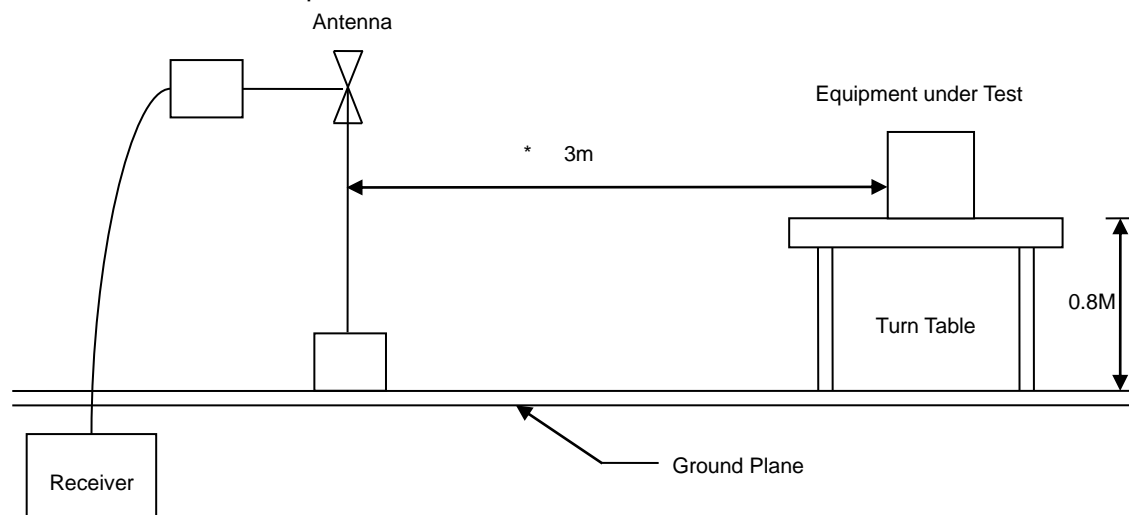 Antenna
Equipment under Test
* 3m
0.8M
Turn Table
Ground Plane
Receiver